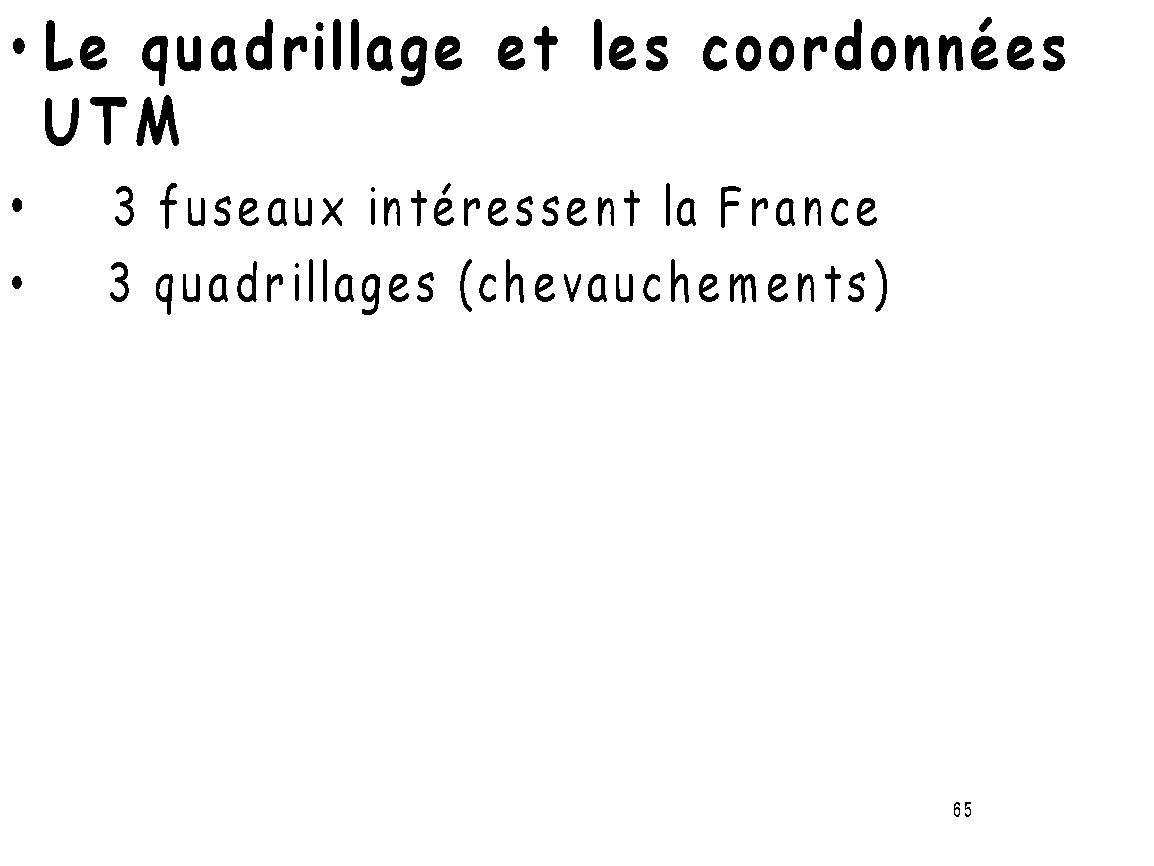 • Le quadrillage et les coordonnées
UTM
• 3 fuseaux intéressent la France
• 3 quadrillages (chevauchements)
65